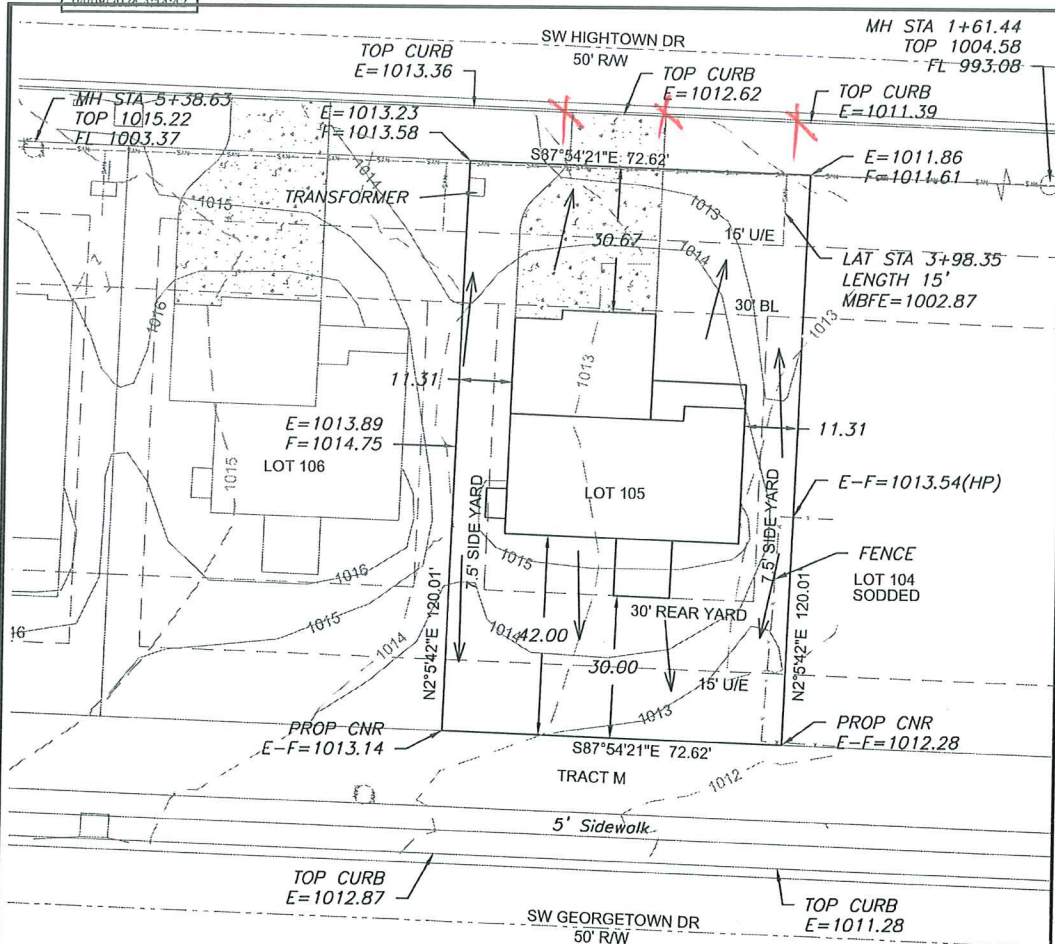 SW HIGHTOWN DR
50' R/W
MH STA 1+61.44
TOP 1004.58
FL 993.08
TOP CURB
E=1013.36
TOP CURB
E=1012.62
TOP CURB
E=1011.39
MH STA 5+38.63
TOP 1015.22
FL 1003.37
E=1013.23
F=1013.58
S87°54'21"E 72.62'
E=1011.86
F=1011.61
TRANSFORMER
1014
1015
1013
1014
15' U/E
30.67
LAT STA 3+98.35
LENGTH 15'
MBFE=1002.87
30' BL
1016
1013
1013
11.31
11.31
E=1013.89
F=1014.75
LOT 106
1015
LOT 105
E-F=1013.54(HP)
7.5' SIDE YARD
7.5' SIDE YARD
FENCE
LOT 104
SODDED
1015
1016
30' REAR YARD
1015
16
1014
1014
42.00
30.00
15' U/E
N2°5'42"E 120.01'
N2°5'42"E 120.01
1013
PROP CNR
E-F=1013.14
PROP CNR
E-F=1012.28
S87°54'21"E 72.62'
TRACT M
1012
5' Sidewalk
TOP CURB
E=1012.87
TOP CURB
E=1011.28
SW GEORGETOWN DR
50' R/W